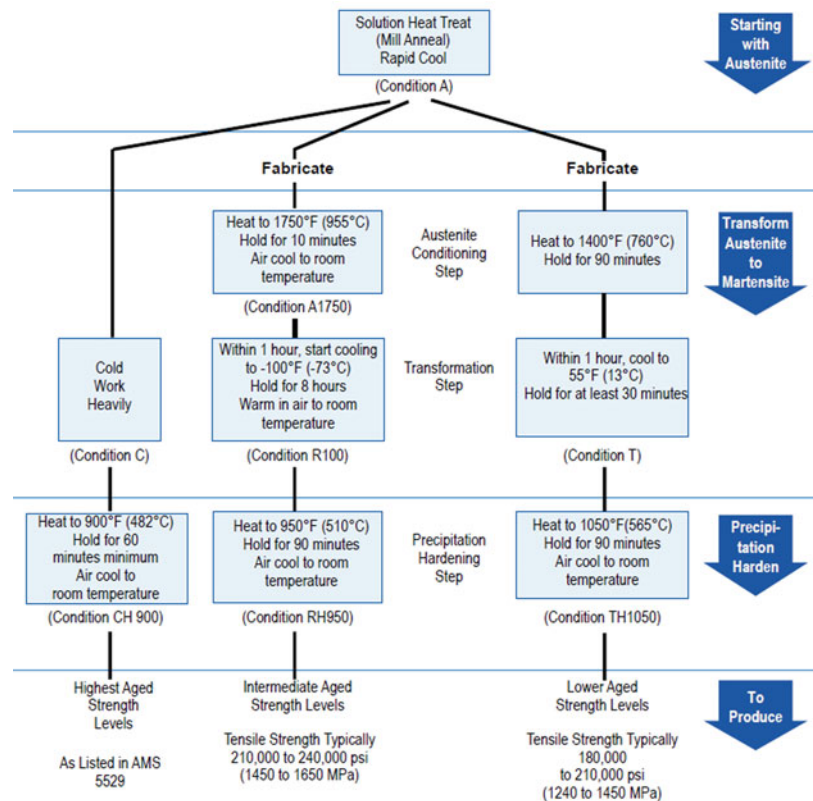 Solution Heat Treat
(Mill Anneal)
Rapid Cool
(Condition A)
Starting
with
Austenite
Fabricate
Fabricate
Heat to 1750°F (955°C)
Hold for 10 minutes
Air cool to room
temperature
(Condition A1750)
Austenite
Conditioning
Step
Heat to 1400°F (760°C)
Hold for 90 minutes
Transform
Austenite
to
Martensite
Cold
Work
Heavily
(Condition C)
Within 1 hour, start cooling
to -100°F (-73°C)
Hold for 8 hours
Warm in air to room
temperature
(Condition R100)
Transformation
Step
Within 1 hour, cool to
55°F (13°C)
Hold for at least 30 minutes
(Condition T)
Heat to 900°F (482°C)
Hold for 60
minutes minimum
Air cool to
room temperature
(Condition CH 900)
Heat to 950°F (510°C)
Hold for 90 minutes
Air cool to room
temperature
(Condition RH950)
Precipitation
Hardening
Step
Heat to 1050°F(565°C)
Hold for 90 minutes
Air cool to room
temperature
(Condition TH1050)
Precipi-
tation
Harden
Highest Aged
Strength
Levels
As Listed in AMS
5529
Intermediate Aged
Strength Levels
Tensile Strength Typically
210,000 to 240,000 psi
(1450 to 1650 MPa)
Lower Aged
Strength Levels
Tensile Strength Typically
180,000
to 210,000 psi
(1240 to 1450 MPa)
To
Produce